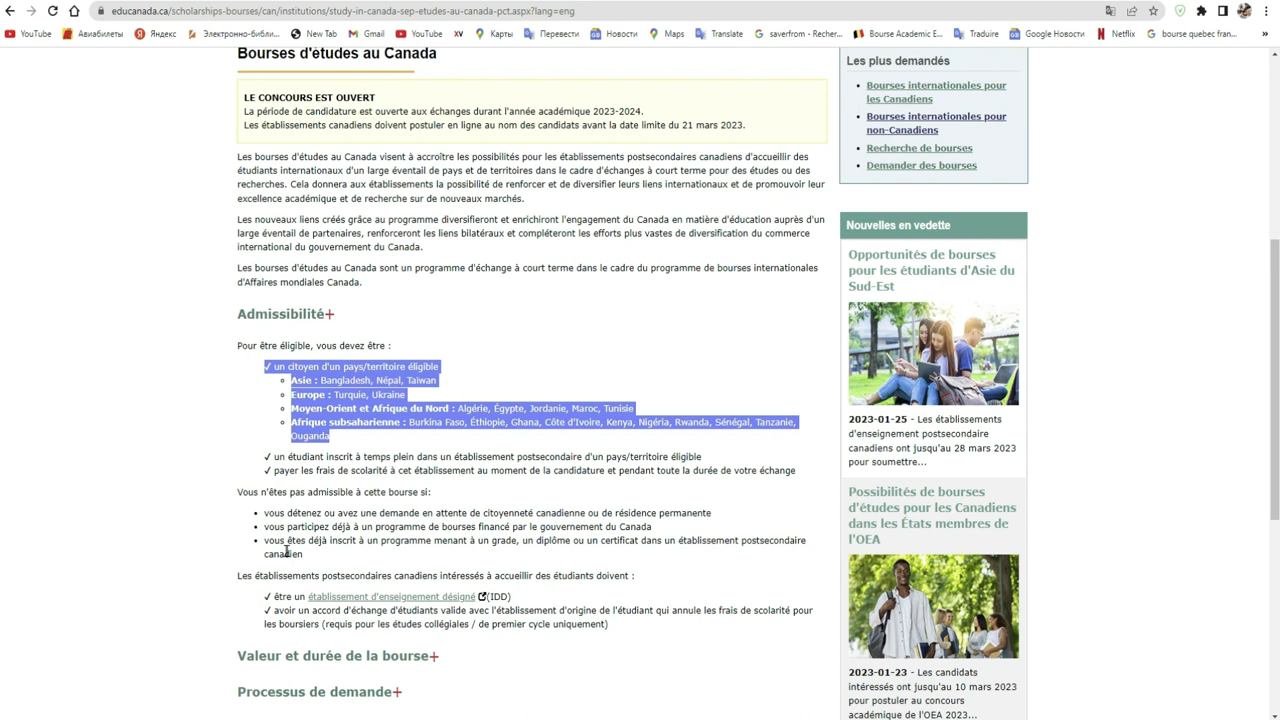 educanada.ca/scholarships-bourses/can/institutions/study-in-canada-sep-etudes-au-canada-pct.aspx?lang=eng
YouTube Авиабилеты Яндекс Электронно-библи... New Tab Gmail YouTube XV Карты Перевести Новости Maps Translate saverfrom - Recher... Bourse Academic E... Traduire Google Новости Netflix bourse quebec fran... »
Bourses d'études au Canada
LE CONCOURS EST OUVERT
La période de candidature est ouverte aux échanges durant l'année académique 2023-2024.
Les établissements canadiens doivent postuler en ligne au nom des candidats avant la date limite du 21 mars 2023.
Les bourses d'études au Canada visent à accroître les possibilités pour les établissements postsecondaires canadiens d'accueillir des
étudiants internationaux d'un large éventail de pays et de territoires dans le cadre d'échanges à court terme pour des études ou des
recherches. Cela donnera aux établissements la possibilité de renforcer et de diversifier leurs liens internationaux et de promouvoir leur
excellence académique et de recherche sur de nouveaux marchés.
Les nouveaux liens créés grâce au programme diversifieront et enrichiront l'engagement du Canada en matière d'éducation auprès d'un
large éventail de partenaires, renforceront les liens bilatéraux et compléteront les efforts plus vastes de diversification du commerce
international du gouvernement du Canada.
Les bourses d'études au Canada sont un programme d'échange à court terme dans le cadre du programme de bourses internationales
d'Affaires mondiales Canada.
Admissibilité+
Pour être éligible, vous devez être :
✓ un citoyen d'un pays/territoire éligible
Asie : Bangladesh, Népal, Taïwan
Europe : Turquie, Ukraine
Moyen-Orient et Afrique du Nord : Algérie, Égypte, Jordanie, Maroc, Tunisie
Afrique subsaharienne : Burkina Faso, Éthiopie, Ghana, Côte d'Ivoire, Kenya, Nigéria, Rwanda, Sénégal, Tanzanie,
Ouganda
✓ un étudiant inscrit à temps plein dans un établissement postsecondaire d'un pays/territoire éligible
✓ payer les frais de scolarité à cet établissement au moment de la candidature et pendant toute la durée de votre échange
Vous n'êtes pas admissible à cette bourse si:
vous détenez ou avez une demande en attente de citoyenneté canadienne ou de résidence permanente
vous participez déjà à un programme de bourses financé par le gouvernement du Canada
vous êtes déjà inscrit à un programme menant à un grade, un diplôme ou un certificat dans un établissement postsecondaire
canadien
Les établissements postsecondaires canadiens intéressés à accueillir des étudiants doivent :
✓ être un établissement d'enseignement désigné (IDD)
✓ avoir un accord d'échange d'étudiants valide avec l'établissement d'origine de l'étudiant qui annule les frais de scolarité pour
les boursiers (requis pour les études collégiales / de premier cycle uniquement)
Valeur et durée de la bourse+
Processus de demande+
Les plus demandés
Bourses internationales pour
les Canadiens
Bourses internationales pour
non-Canadiens
Recherche de bourses
Demander des bourses
Nouvelles en vedette
Opportunités de bourses
pour les étudiants d'Asie du
Sud-Est
2023-01-25 - Les établissements
d'enseignement postsecondaire
canadiens ont jusqu'au 28 mars 2023
pour soumettre...
Possibilités de bourses
d'études pour les Canadiens
dans les États membres de
l'OEA
2023-01-23 - Les candidats
intéressés ont jusqu'au 10 mars 2023
pour postuler au concours
académique de l'OEA 2023...